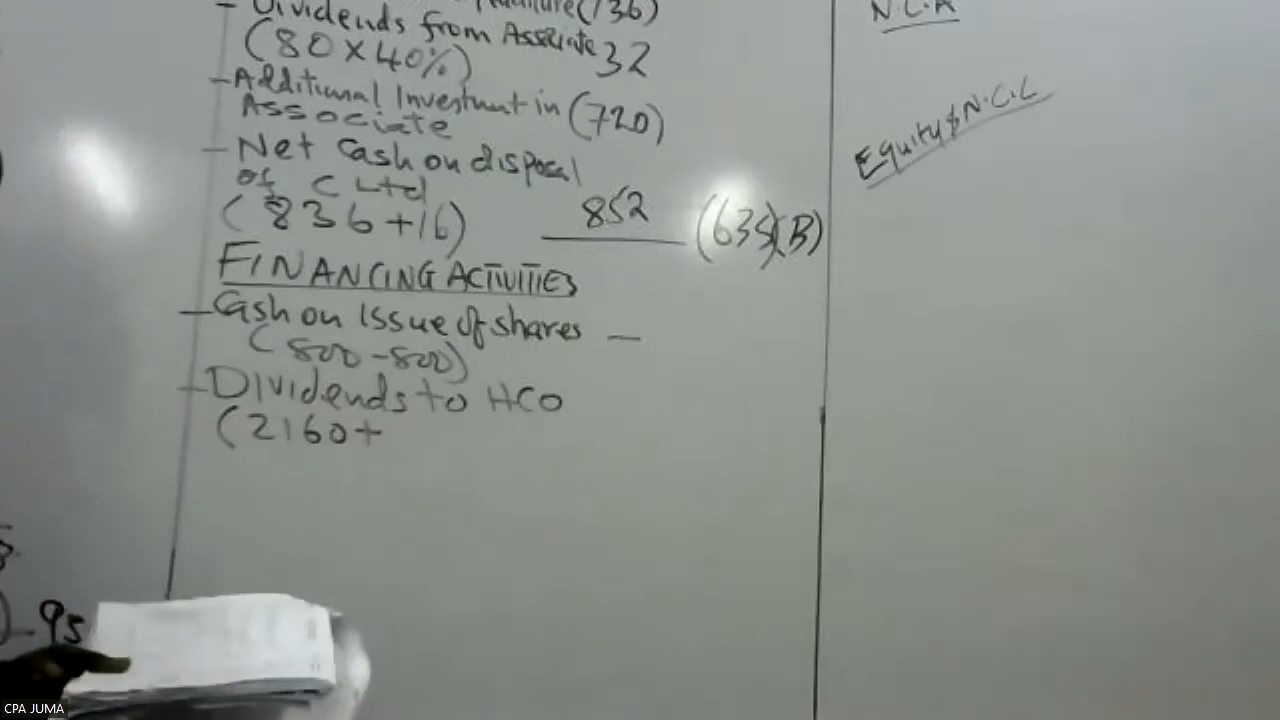 (136)
- Dividends from Associate 32
(80 X 40%)
- Additional Investment in (720)
Associate
- Net Cash on disposal
of C Ltd
(836+16) 852 (635)(B)
FINANCING ACTIVITIES
- Cash on Issue of shares —
(800-800)
- Dividends to HCO
(2160+
N.C.A
Equity & N.C.L
95
CPA JUMA